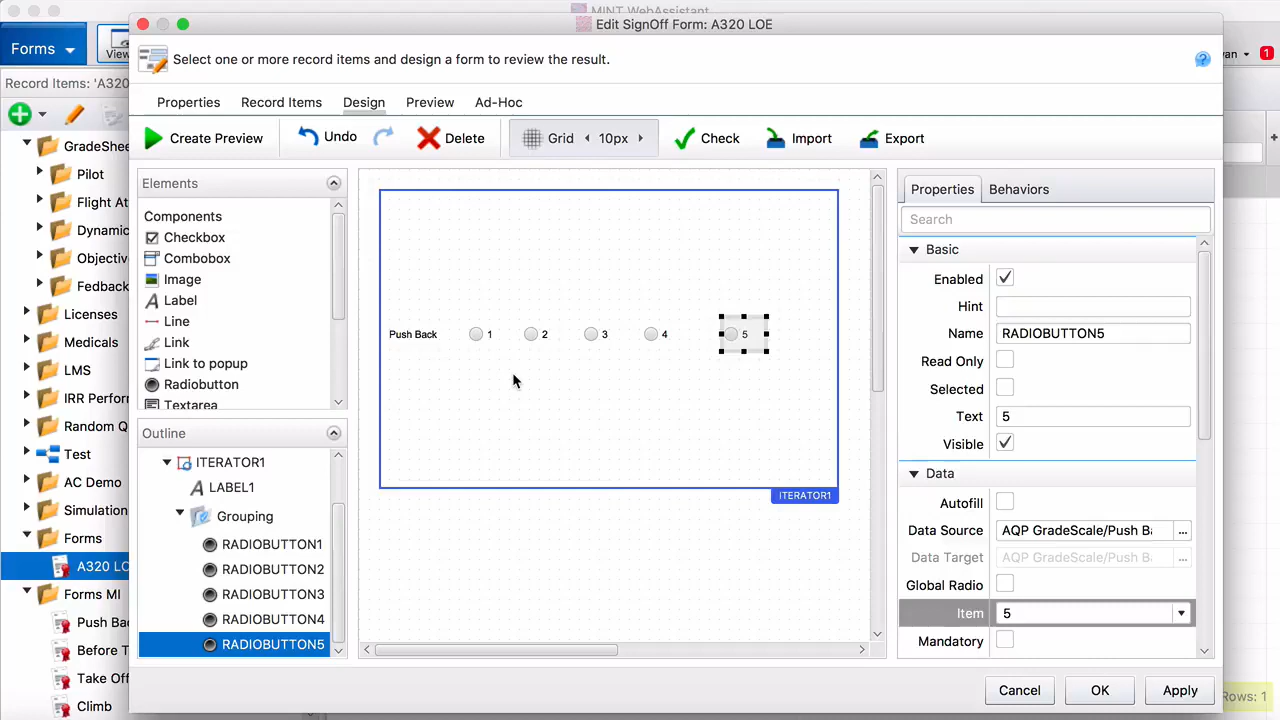 MINT WebAssistant
Edit SignOff Form: A320 LOE
Forms
View
1
Record Items: 'A320
Select one or more record items and design a form to review the result.
Properties Record Items Design Preview Ad-Hoc
Create Preview Undo Delete Grid 10px Check Import Export
GradeShee
Pilot
Flight At
Dynamic
Objectiv
Fedback
Licenses
Medicals
LMS
IRR Perforr
Random Q
Test
AC Demo
Simulation
Forms
A320 LO
Forms MI
Push Bac
Before T
Take Off
Climb
Elements
Components
Checkbox
Combobox
Image
Label
Line
Link
Link to popup
Radiobutton
Textarea
Outline
ITERATOR1
LABEL1
Grouping
RADIOBUTTON1
RADIOBUTTON2
RADIOBUTTON3
RADIOBUTTON4
RADIOBUTTON5
Push Back 1 2 3 4 5
ITERATOR1
Properties Behaviors
Search
Basic
Enabled
Hint
Name RADIOBUTTON5
Read Only
Selected
Text 5
Visible
Data
Autofill
Data Source AQP GradeScale/Push Ba ...
Data Target AQP GradeScale/Push Ba ...
Global Radio
Item 5
Mandatory
Cancel OK Apply
Rows: 1